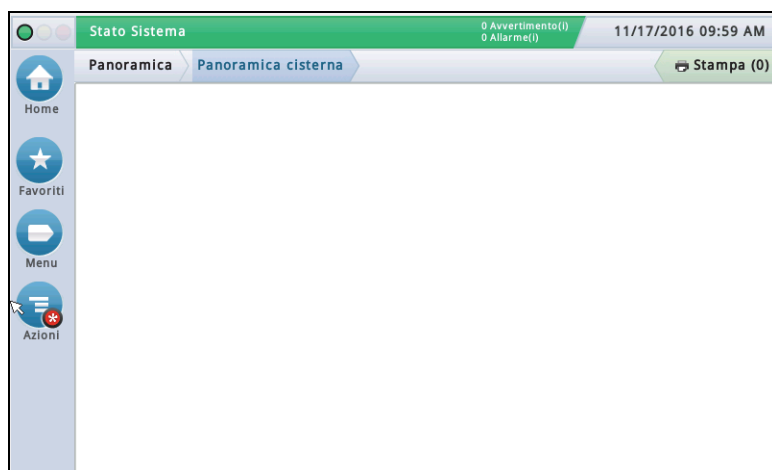 Stato Sistema
0 Avvertimento(i)
0 Allarme(i)
11/17/2016 09:59 AM
Panoramica
Panoramica cisterna
Stampa (0)
Home
Favoriti
Menu
Azioni